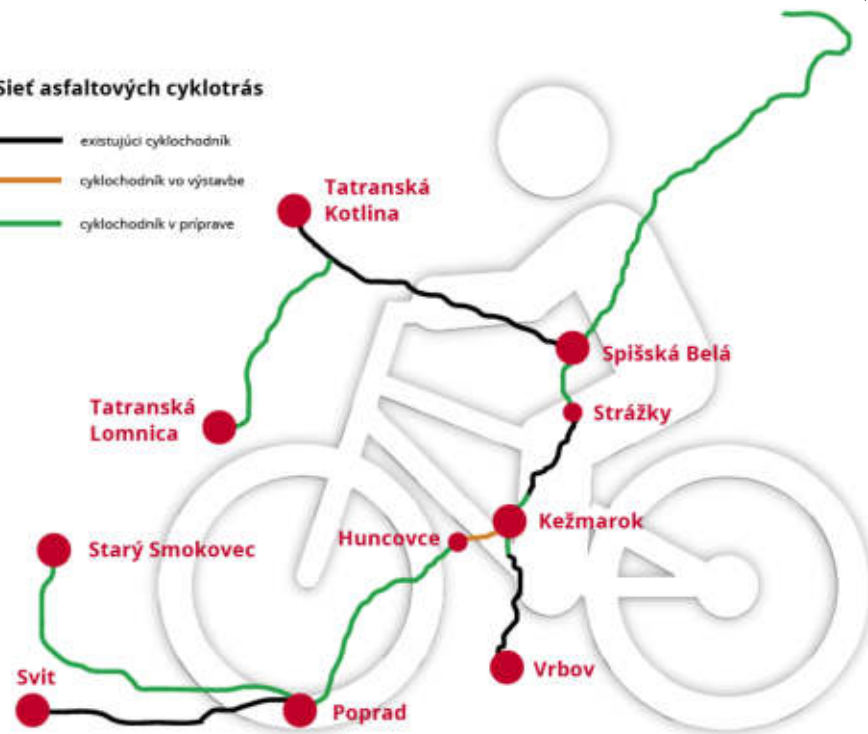 Sieť asfaltových cyklotrás
existujúci cyklochodník
cyklochodník vo výstavbe
cyklochodník v príprave
Tatranská
Kotlina
Spišská Belá
Tatranská
Lomnica
Strážky
Kežmarok
Huncovce
Starý Smokovec
Vrbov
Svit
Poprad